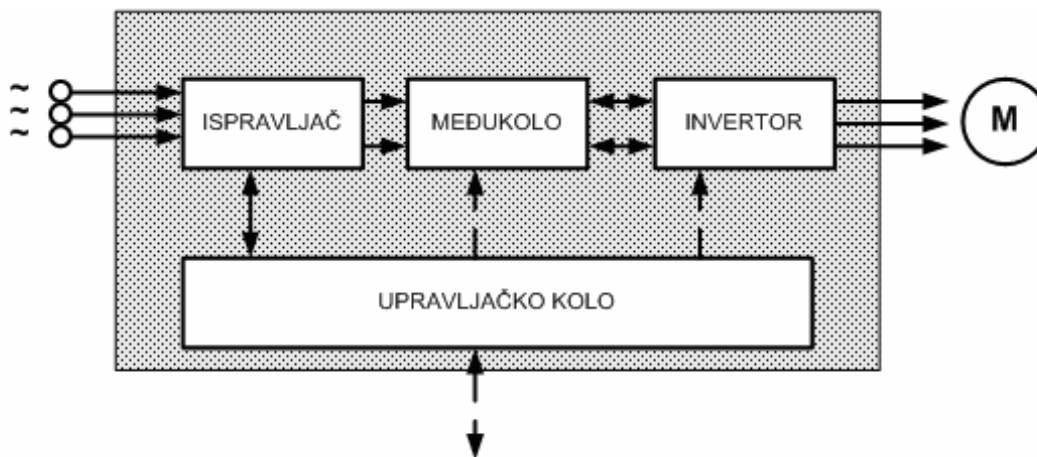 ~
~
~
ISPRAVLJAČ
MEĐUKOLO
INVERTOR
M
UPRAVLJAČKO KOLO